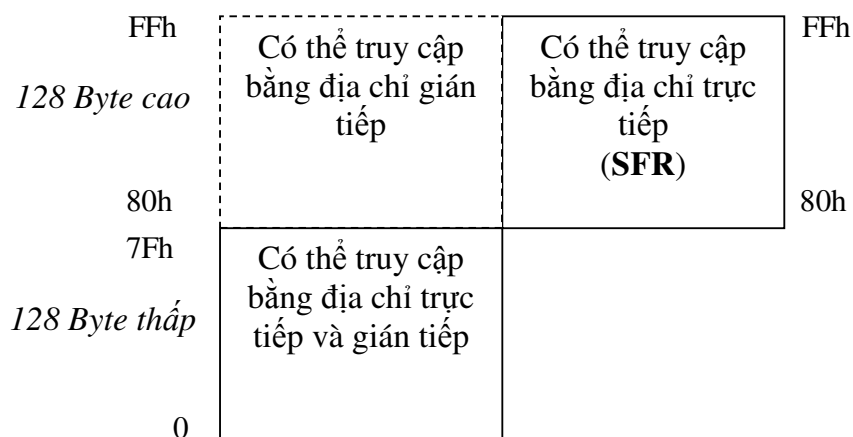 FFh
Có thể truy cập
bằng địa chỉ gián
tiếp
Có thể truy cập
bằng địa chỉ trực
tiếp
(SFR)
FFh
128 Byte cao
80h
80h
7Fh
Có thể truy cập
bằng địa chỉ trực
tiếp và gián tiếp
128 Byte thấp
0